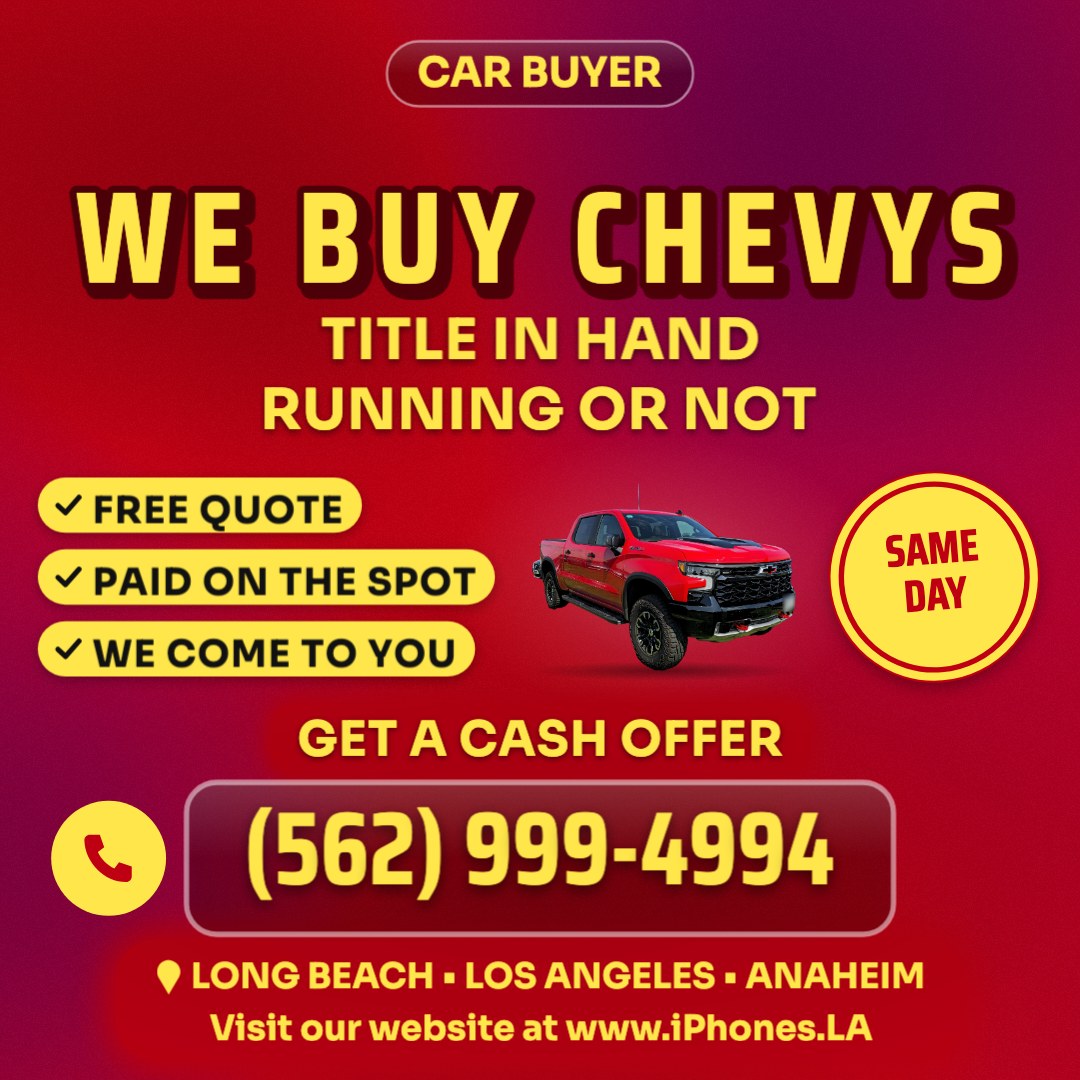 CAR BUYER
WE BUY CHEVYS
TITLE IN HAND
RUNNING OR NOT
FREE QUOTE
PAID ON THE SPOT
WE COME TO YOU
SAME
DAY
GET A CASH OFFER
(562) 999-4994
LONG BEACH ▪ LOS ANGELES ▪ ANAHEIM
Visit our website at www.iPhones.LA